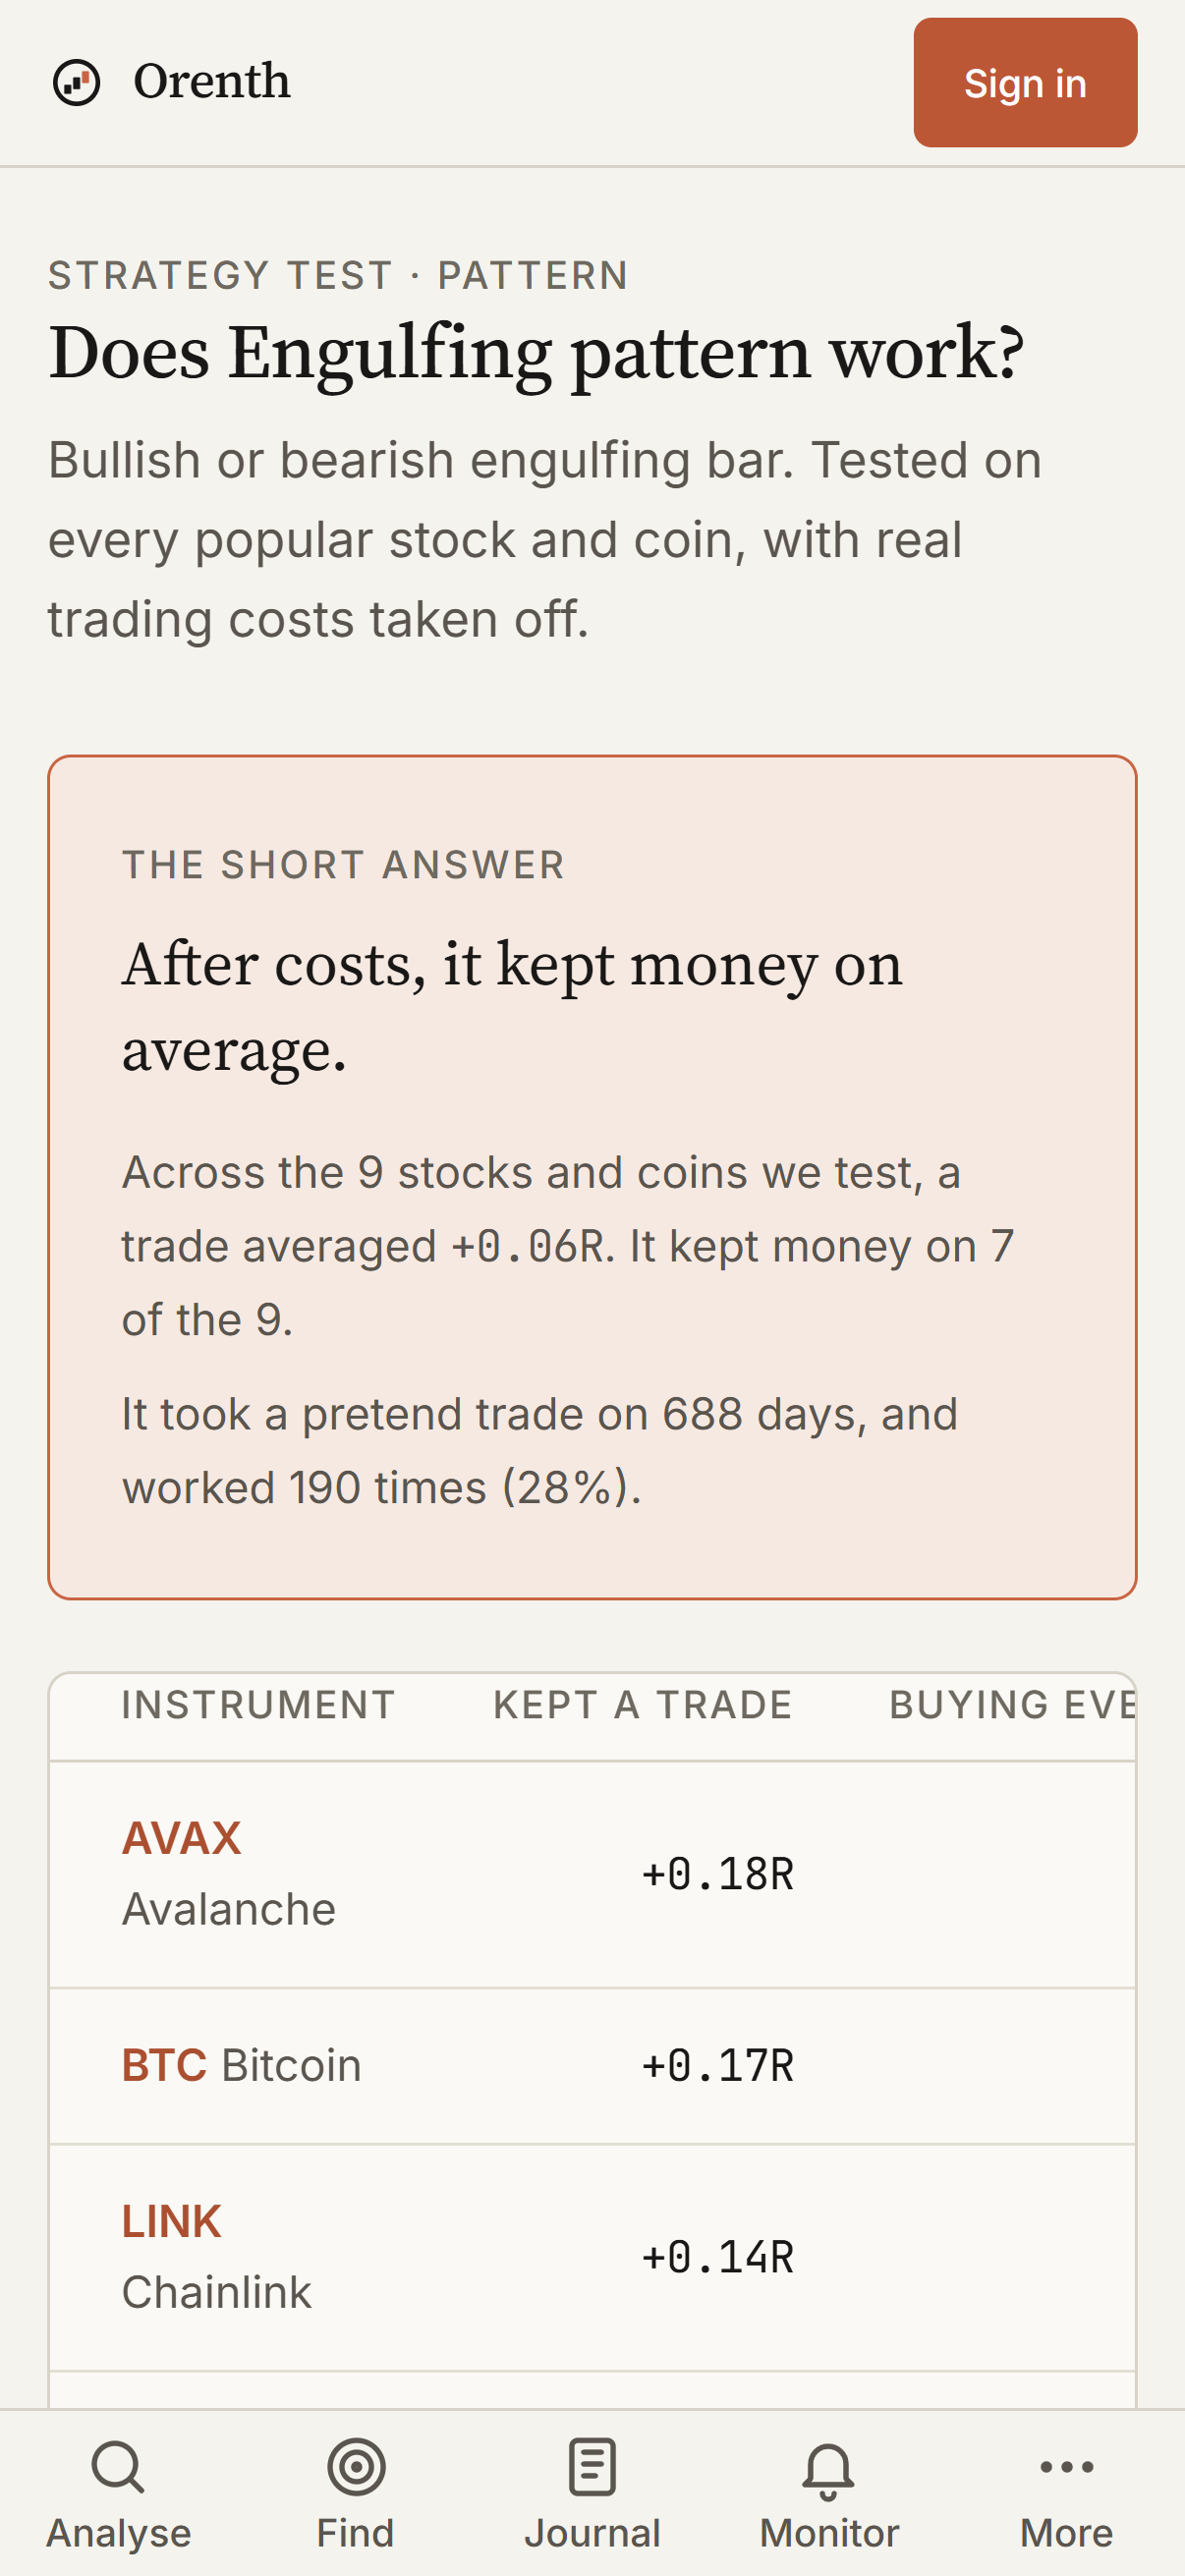 Orenth
Sign in
STRATEGY TEST · PATTERN
Does Engulfing pattern work?
Bullish or bearish engulfing bar. Tested on
every popular stock and coin, with real
trading costs taken off.
THE SHORT ANSWER
After costs, it kept money on
average.
Across the 9 stocks and coins we test, a
trade averaged +0.06R. It kept money on 7
of the 9.
It took a pretend trade on 688 days, and
worked 190 times (28%).
INSTRUMENT KEPT A TRADE BUYING EVE
AVAX
Avalanche
+0.18R
BTC Bitcoin +0.17R
LINK
Chainlink
+0.14R
Analyse Find Journal Monitor More